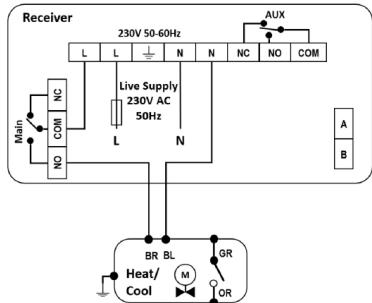 Receiver
230V 50-60Hz
AUX
L L N N NC NO COM
NC
COM
NO
Main
Live Supply
230V AC
50Hz
L N
A
B
BR BL GR
Heat/
Cool
M
OR